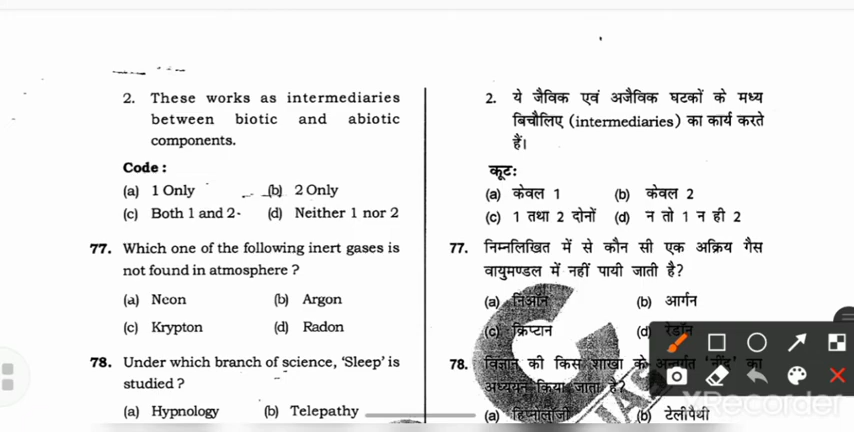 2. These works as intermediaries
between biotic and abiotic
components.
Code :
(a) 1 Only (b) 2 Only
(c) Both 1 and 2 (d) Neither 1 nor 2
77. Which one of the following inert gases is
not found in atmosphere ?
(a) Neon (b) Argon
(c) Krypton (d) Radon
78. Under which branch of science, ‘Sleep’ is
studied ?
(a) Hypnology (b) Telepathy
2. ये जैविक एवं अजैविक घटकों के मध्य
बिचौलिए (intermediaries) का कार्य करते
हैं।
कूटः
(a) केवल 1 (b) केवल 2
(c) 1 तथा 2 दोनों (d) न तो 1 न ही 2
77. निम्नलिखित में से कौन सी एक अक्रिय गैस
वायुमण्डल में नहीं पायी जाती है?
(a) निऑन (b) आर्गन
(c) क्रिप्टान (d) रेडॉन
78. विज्ञान की किस शाखा के अन्तर्गत ‘नींद’ का
अध्ययन किया जाता है?
(a) हिप्नोलॉजी (b) टेलीपैथी
XRecorder